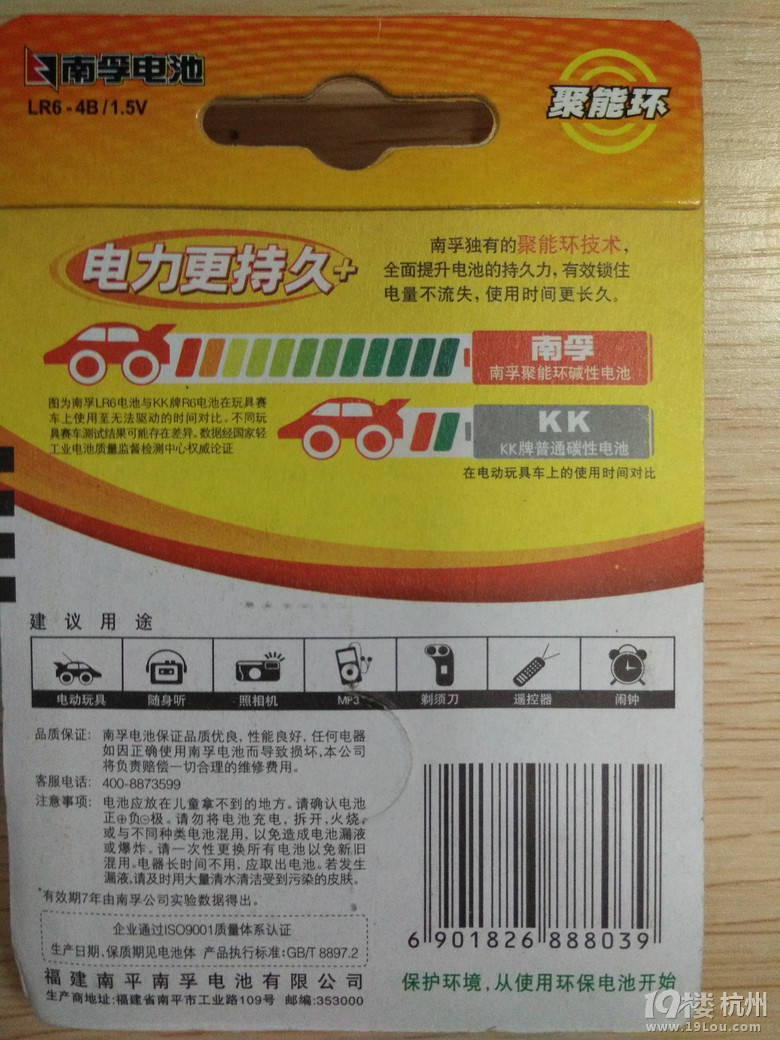 南孚电池
LR6-4B/1.5V
聚能环
电力更持久+
南孚独有的聚能环技术,
全面提升电池的持久力,有效锁住
电量不流失,使用时间更长久。
南孚
南孚聚能环碱性电池
图为南孚LR6电池与KK牌R6电池在玩具赛
车上使用至无法驱动的时间对比。不同玩
具赛车测试结果可能存在差异。数据经国家轻
工业电池质量监督检测中心权威论证
KK
KK牌普通碳性电池
在电动玩具车上的使用时间对比
建议用途
电动玩具 随身听 照相机 MP3 剃须刀 遥控器 闹钟
品质保证: 南孚电池保证品质优良,性能良好,任何电器
如因正确使用南孚电池而导致损坏,本公司
将负责赔偿一切合理的维修费用。
客服电话: 400-8873599
注意事项: 电池应放在儿童拿不到的地方。请确认电池
正⊕负⊖极。请勿将电池充电,拆开,火烧,
或与不同种类电池混用,以免造成电池漏液
或爆炸。请一次性更换所有电池以免新旧
混用。电器长时间不用,应取出电池。若发生
漏液,请及时用大量清水清洁受到污染的皮肤。
*有效期7年由南孚公司实验数据得出。
企业通过ISO9001质量体系认证
生产日期,保质期见电池体 产品执行标准:GB/T 8897.2
福建南平南孚电池有限公司
生产商地址:福建省南平市工业路109号 邮编:353000
6 901826 888039
保护环境,从使用环保电池开始
19楼 杭州
www.19lou.com